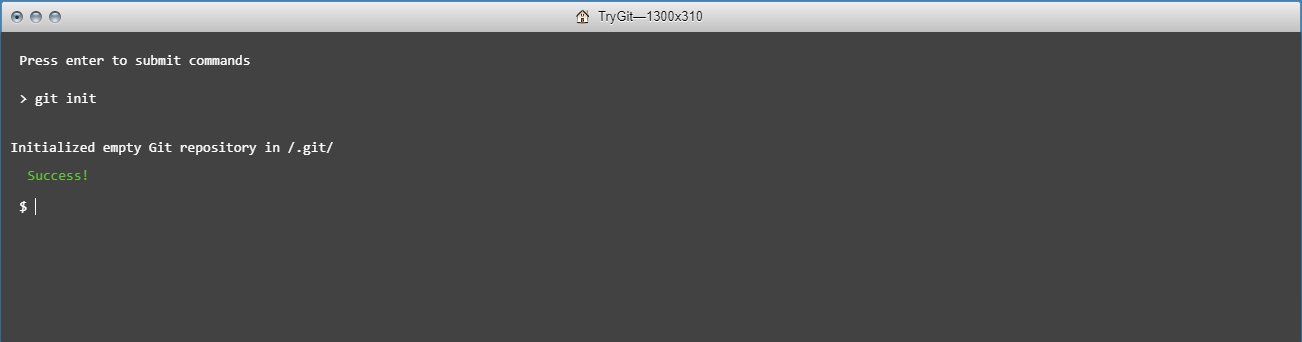 TryGit—1300x310
Press enter to submit commands
> git init
Initialized empty Git repository in /.git/
Success!
$